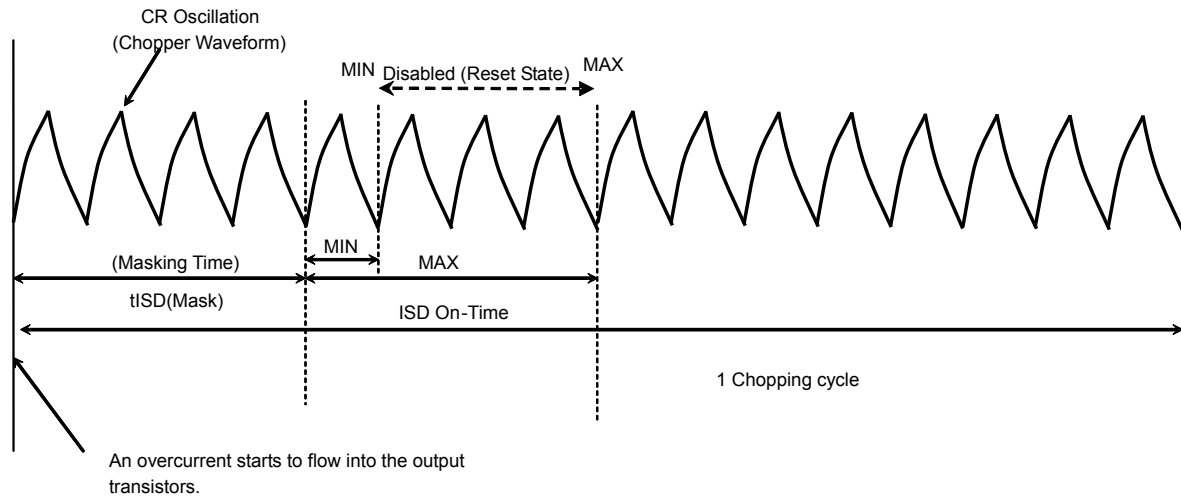 CR Oscillation
(Chopper Waveform)
MIN
Disabled (Reset State)
MAX
MIN
(Masking Time)
MAX
tISD(Mask)
ISD On-Time
1 Chopping cycle
An overcurrent starts to flow into the output
transistors.